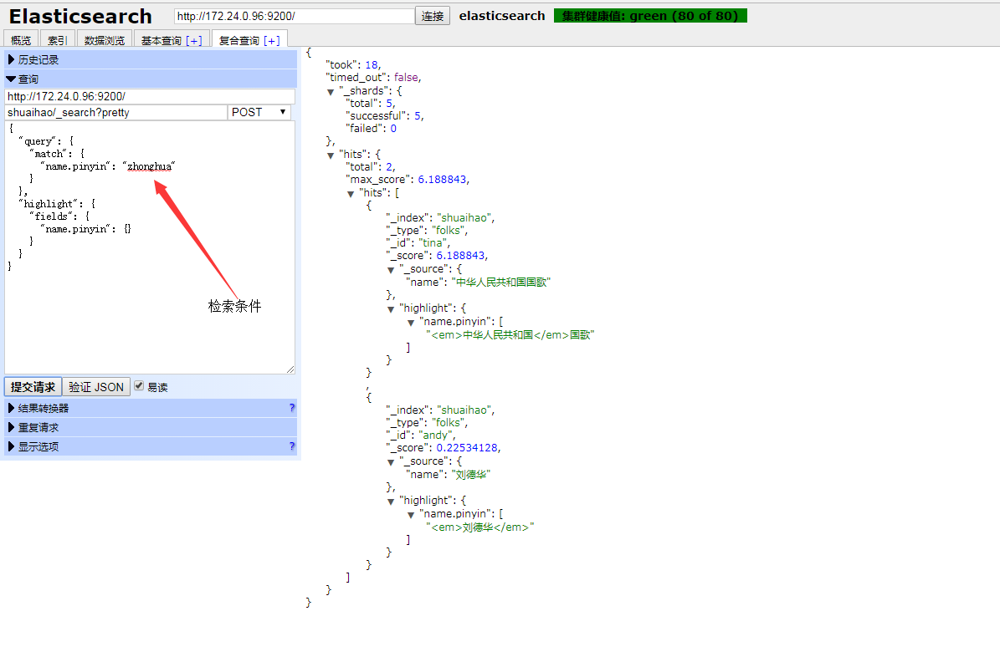 Elasticsearch http://172.24.0.96:9200/ 连接 elasticsearch 集群健康值: green (80 of 80)
概览 索引 数据浏览 基本查询 [+] 复合查询 [+]
历史记录
查询
http://172.24.0.96:9200/
shuaihao/_search?pretty POST
{
"query": {
"match": {
"name.pinyin": "zhonghua"
}
},
"highlight": {
"fields": {
"name.pinyin": {}
}
}
}
检索条件
提交请求 验证 JSON 易读
结果转换器 ?
重复请求
显示选项 ?
{
"took": 18,
"timed_out": false,
"_shards": {
"total": 5,
"successful": 5,
"failed": 0
},
"hits": {
"total": 2,
"max_score": 6.188843,
"hits": [
{
"_index": "shuaihao",
"_type": "folks",
"_id": "tina",
"_score": 6.188843,
"_source": {
"name": "中华人民共和国国歌"
},
"highlight": {
"name.pinyin": [
"<em>中华人民共和国</em>国歌"
]
}
}
,
{
"_index": "shuaihao",
"_type": "folks",
"_id": "andy",
"_score": 0.22534128,
"_source": {
"name": "刘德华"
},
"highlight": {
"name.pinyin": [
"<em>刘德华</em>"
]
}
}
]
}
}